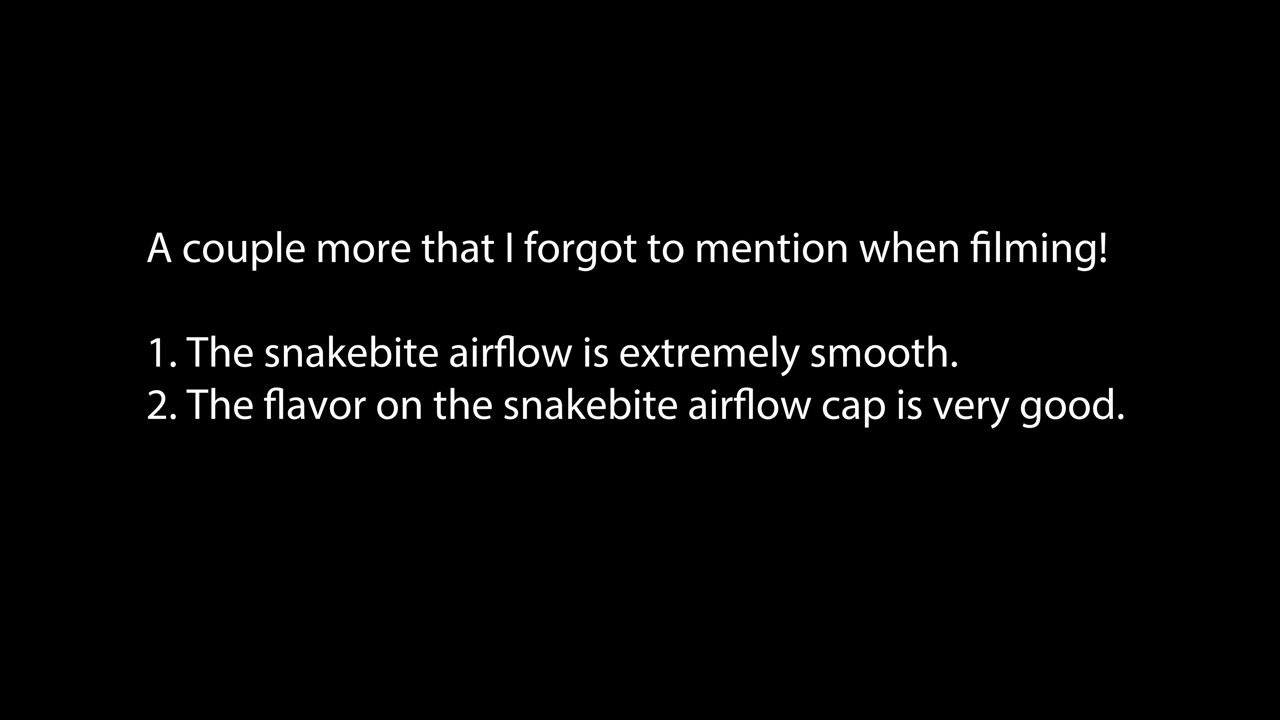 A couple more that I forgot to mention when filming!
1. The snakebite airflow is extremely smooth.
2. The flavor on the snakebite airflow cap is very good.